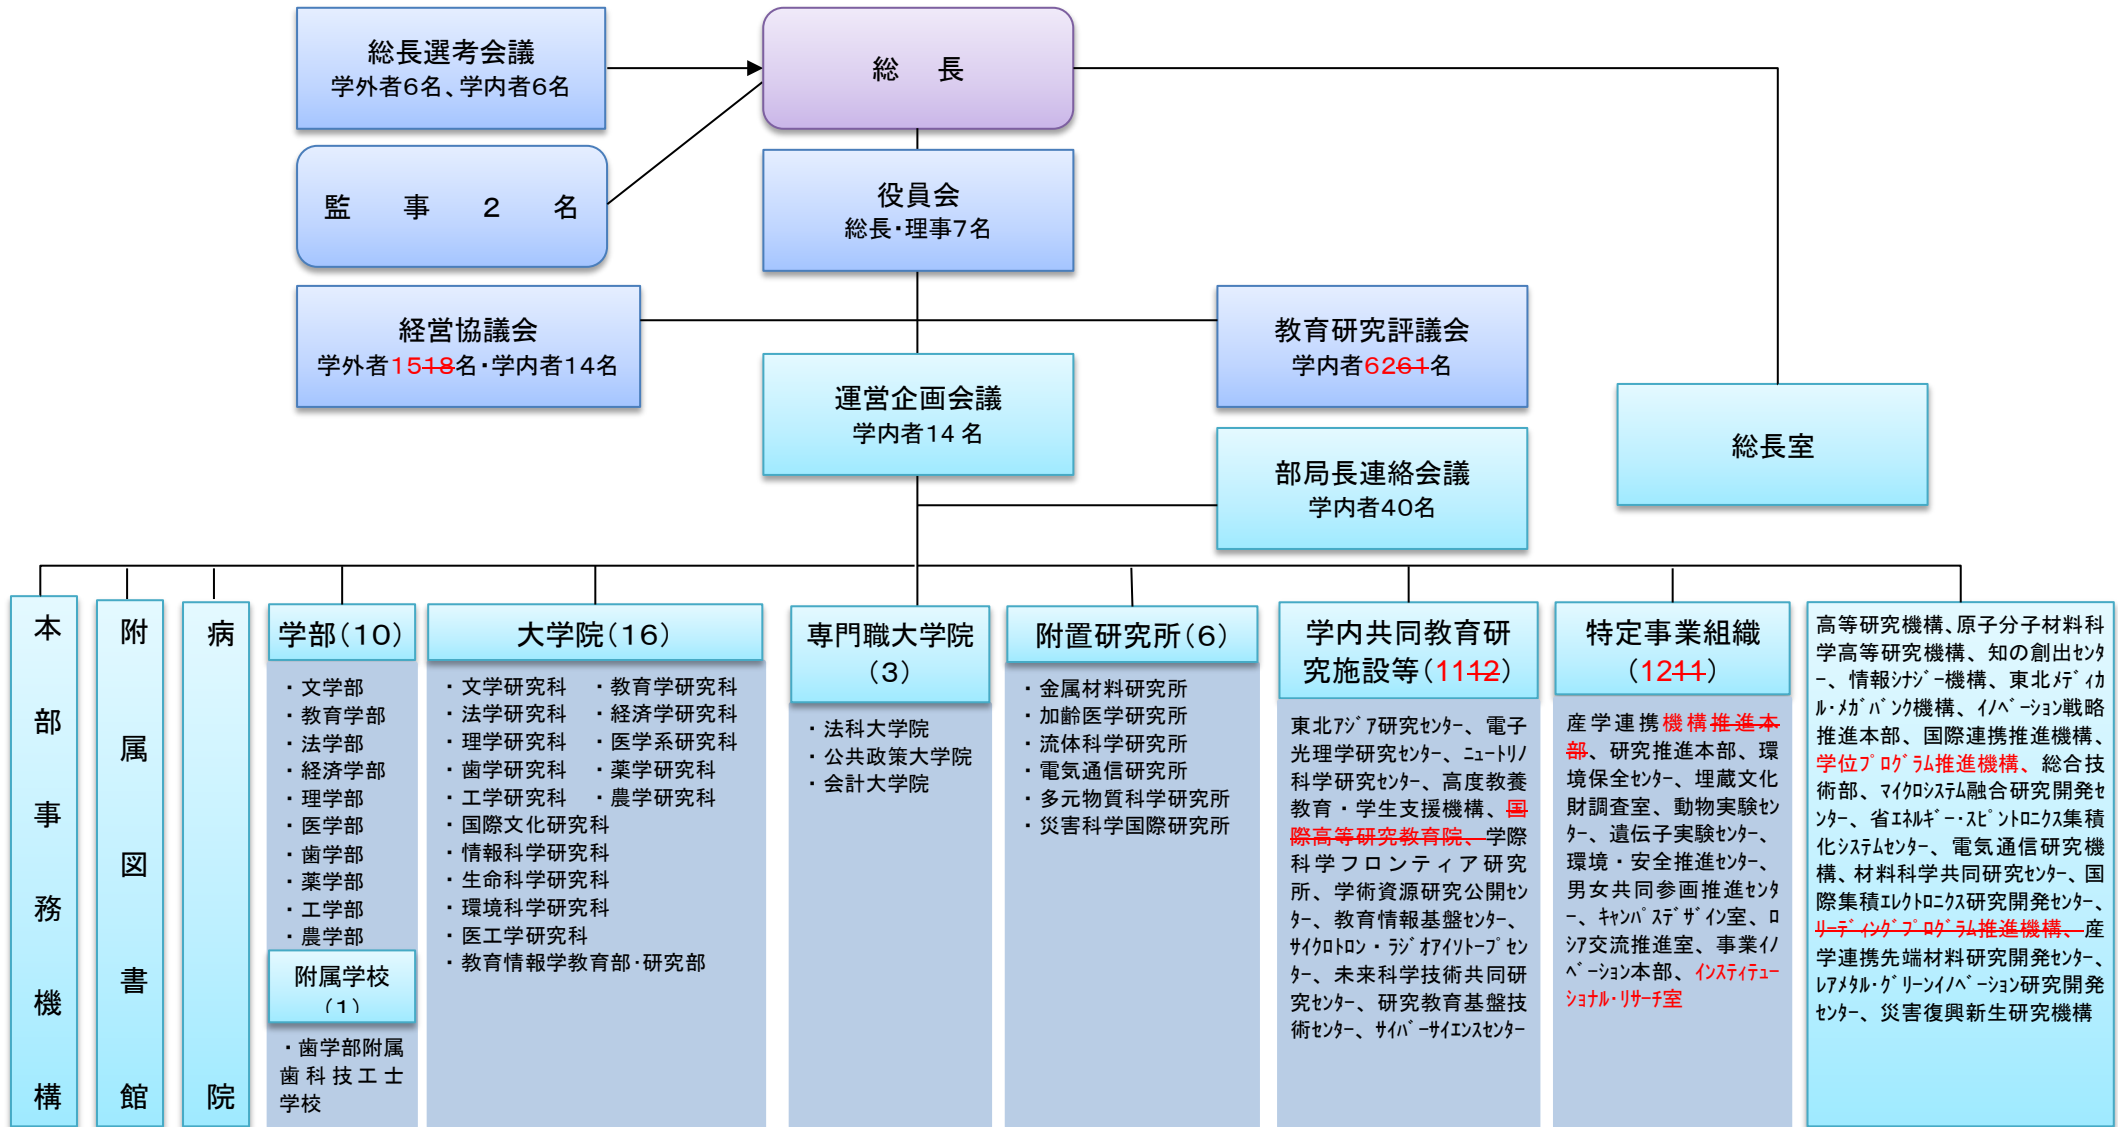 総長選考会議
学外者6名、学内者6名
総 長
監 事 2 名
役員会
総長・理事7名
経営協議会
学外者1518名・学内者14名
教育研究評議会
学内者6261名
運営企画会議
学内者14 名
部局長連絡会議
学内者40名
総長室
本部事務機構
附属図書館
病院
学部(10)
・文学部
・教育学部
・法学部
・経済学部
・理学部
・医学部
・歯学部
・薬学部
・工学部
・農学部
附属学校
(1)
・歯学部附属
歯科技工士
学校
大学院(16)
・文学研究科 ・教育学研究科
・法学研究科 ・経済学研究科
・理学研究科 ・医学系研究科
・歯学研究科 ・薬学研究科
・工学研究科 ・農学研究科
・国際文化研究科
・情報科学研究科
・生命科学研究科
・環境科学研究科
・医工学研究科
・教育情報学教育部・研究部
専門職大学院
(3)
・法科大学院
・公共政策大学院
・会計大学院
附置研究所(6)
・金属材料研究所
・加齢医学研究所
・流体科学研究所
・電気通信研究所
・多元物質科学研究所
・災害科学国際研究所
学内共同教育研
究施設等(1112)
東北ｱｼﾞｱ研究ｾﾝﾀｰ、電子
光理学研究ｾﾝﾀｰ、ﾆｭｰﾄﾘﾉ
科学研究ｾﾝﾀｰ、高度教養
教育・学生支援機構、国
際高等研究教育院、学際
科学フロンティア研究
所、学術資源研究公開ｾﾝ
ﾀｰ、教育情報基盤ｾﾝﾀｰ、
ｻｲｸﾛﾄﾛﾝ・ﾗｼﾞｵｱｲｿﾄｰﾌﾟｾﾝ
ﾀｰ、未来科学技術共同研
究ｾﾝﾀｰ、研究教育基盤技
術ｾﾝﾀｰ、ｻｲﾊﾞｰｻｲｴﾝｽｾﾝﾀｰ
特定事業組織
(1211)
産学連携機構推進本
部、研究推進本部、環
境保全ｾﾝﾀｰ、埋蔵文化
財調査室、動物実験ｾﾝ
ﾀｰ、遺伝子実験ｾﾝﾀｰ、
環境・安全推進ｾﾝﾀｰ、
男女共同参画推進ｾﾝﾀ
ｰ、ｷｬﾝﾊﾟｽﾃﾞｻﾞｲﾝ室、ﾛ
ｼｱ交流推進室、事業ｲﾉ
ﾍﾞｰｼｮﾝ本部、ｲﾝｽﾃｨﾃｭｰ
ｼｮﾅﾙ・ﾘｻｰﾁ室
高等研究機構、原子分子材料科
学高等研究機構、知の創出ｾﾝﾀ
ｰ、情報ｼﾅｼﾞｰ機構、東北ﾒﾃﾞｨｶ
ﾙ・ﾒｶﾞﾊﾞﾝｸ機構、ｲﾉﾍﾞｰｼｮﾝ戦略
推進本部、国際連携推進機構、
学位ﾌﾟﾛｸﾞﾗﾑ推進機構、総合技
術部、ﾏｲｸﾛｼｽﾃﾑ融合研究開発ｾ
ﾝﾀｰ、省ｴﾈﾙｷﾞｰ・ｽﾋﾟﾝﾄﾛﾆｸｽ集積
化ｼｽﾃﾑｾﾝﾀｰ、電気通信研究機
構、材料科学共同研究ｾﾝﾀｰ、国
際集積ｴﾚｸﾄﾛﾆｸｽ研究開発ｾﾝﾀｰ、
ﾘｰﾃﾞｨﾝｸﾞﾌﾟﾛｸﾞﾗﾑ推進機構、産
学連携先端材料研究開発ｾﾝﾀｰ、
ﾚｱﾒﾀﾙ・ｸﾞﾘｰﾝｲﾉﾍﾞｰｼｮﾝ研究開発
ｾﾝﾀｰ、災害復興新生研究機構